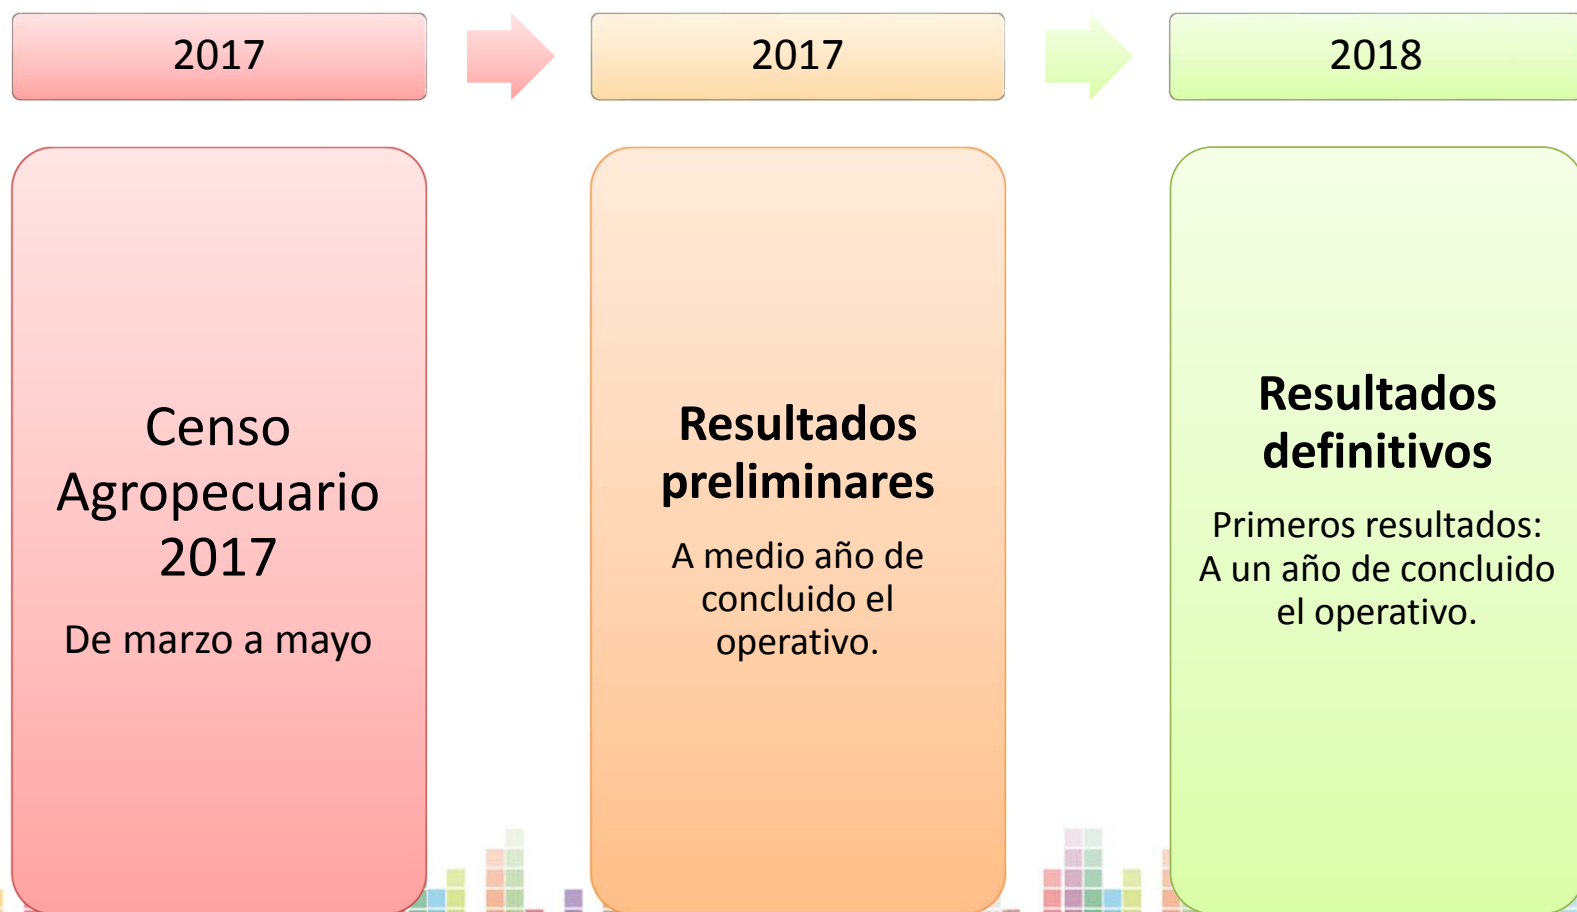 2017
2017
2018
Censo
Agropecuario
2017
De marzo a mayo
Resultados
preliminares
A medio año de
concluido el
operativo.
Resultados
definitivos
Primeros resultados:
A un año de concluido
el operativo.